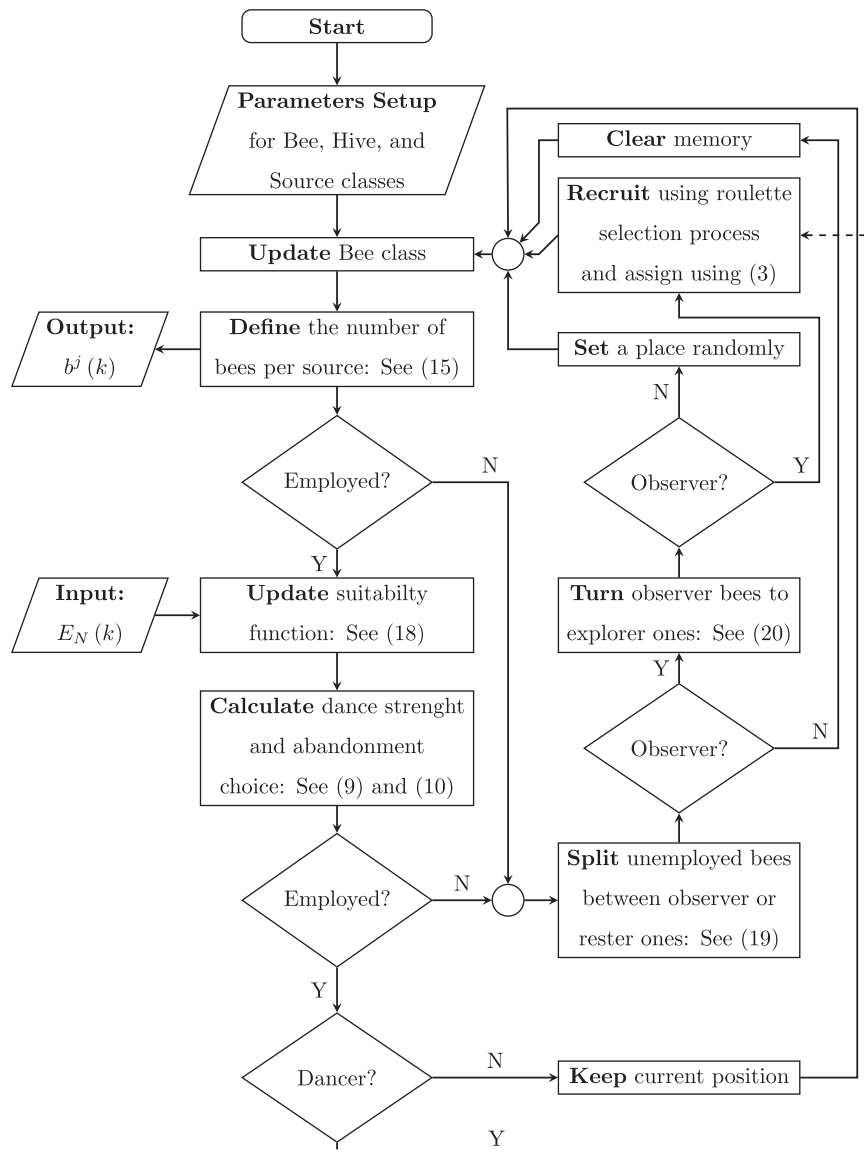 Start
Parameters Setup
for Bee, Hive, and
Source classes
Update Bee class
Define the number of
bees per source: See (15)
Output:
b^j (k)
Employed?
N
Y
Input:
E_N (k)
Update suitabilty
function: See (18)
Calculate dance strenght
and abandonment
choice: See (9) and (10)
Employed?
N
Y
Dancer?
N
Y
Clear memory
Recruit using roulette
selection process
and assign using (3)
Set a place randomly
N
Observer?
Y
Turn observer bees to
explorer ones: See (20)
Y
Observer?
N
Split unemployed bees
between observer or
rester ones: See (19)
Keep current position